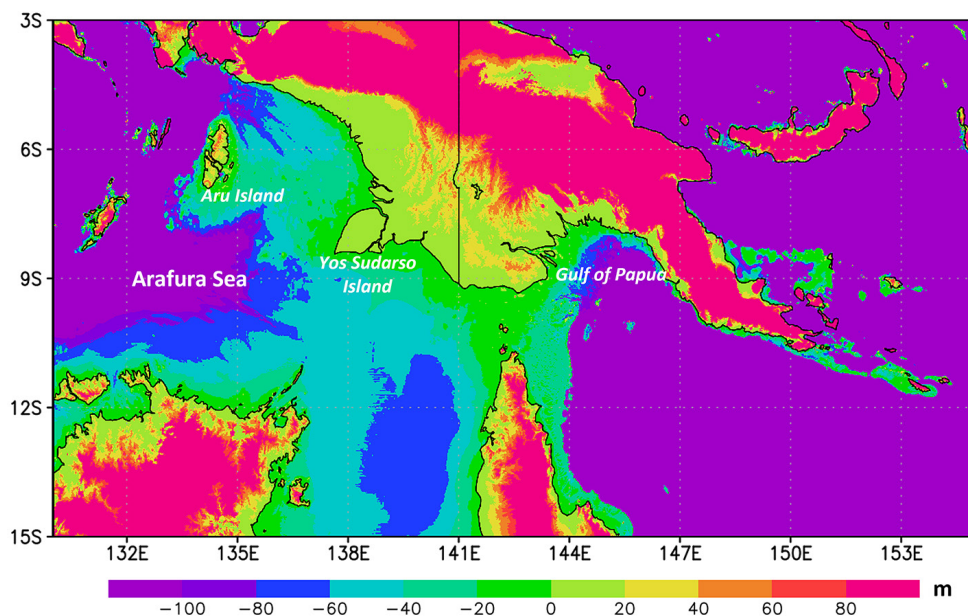 3S
6S
9S
12S
15S
Aru Island
Arafura Sea
Yos Sudarso
Island
Gulf of Papua
132E 135E 138E 141E 144E 147E 150E 153E
−100 −80 −60 −40 −20 0 20 40 60 80 m